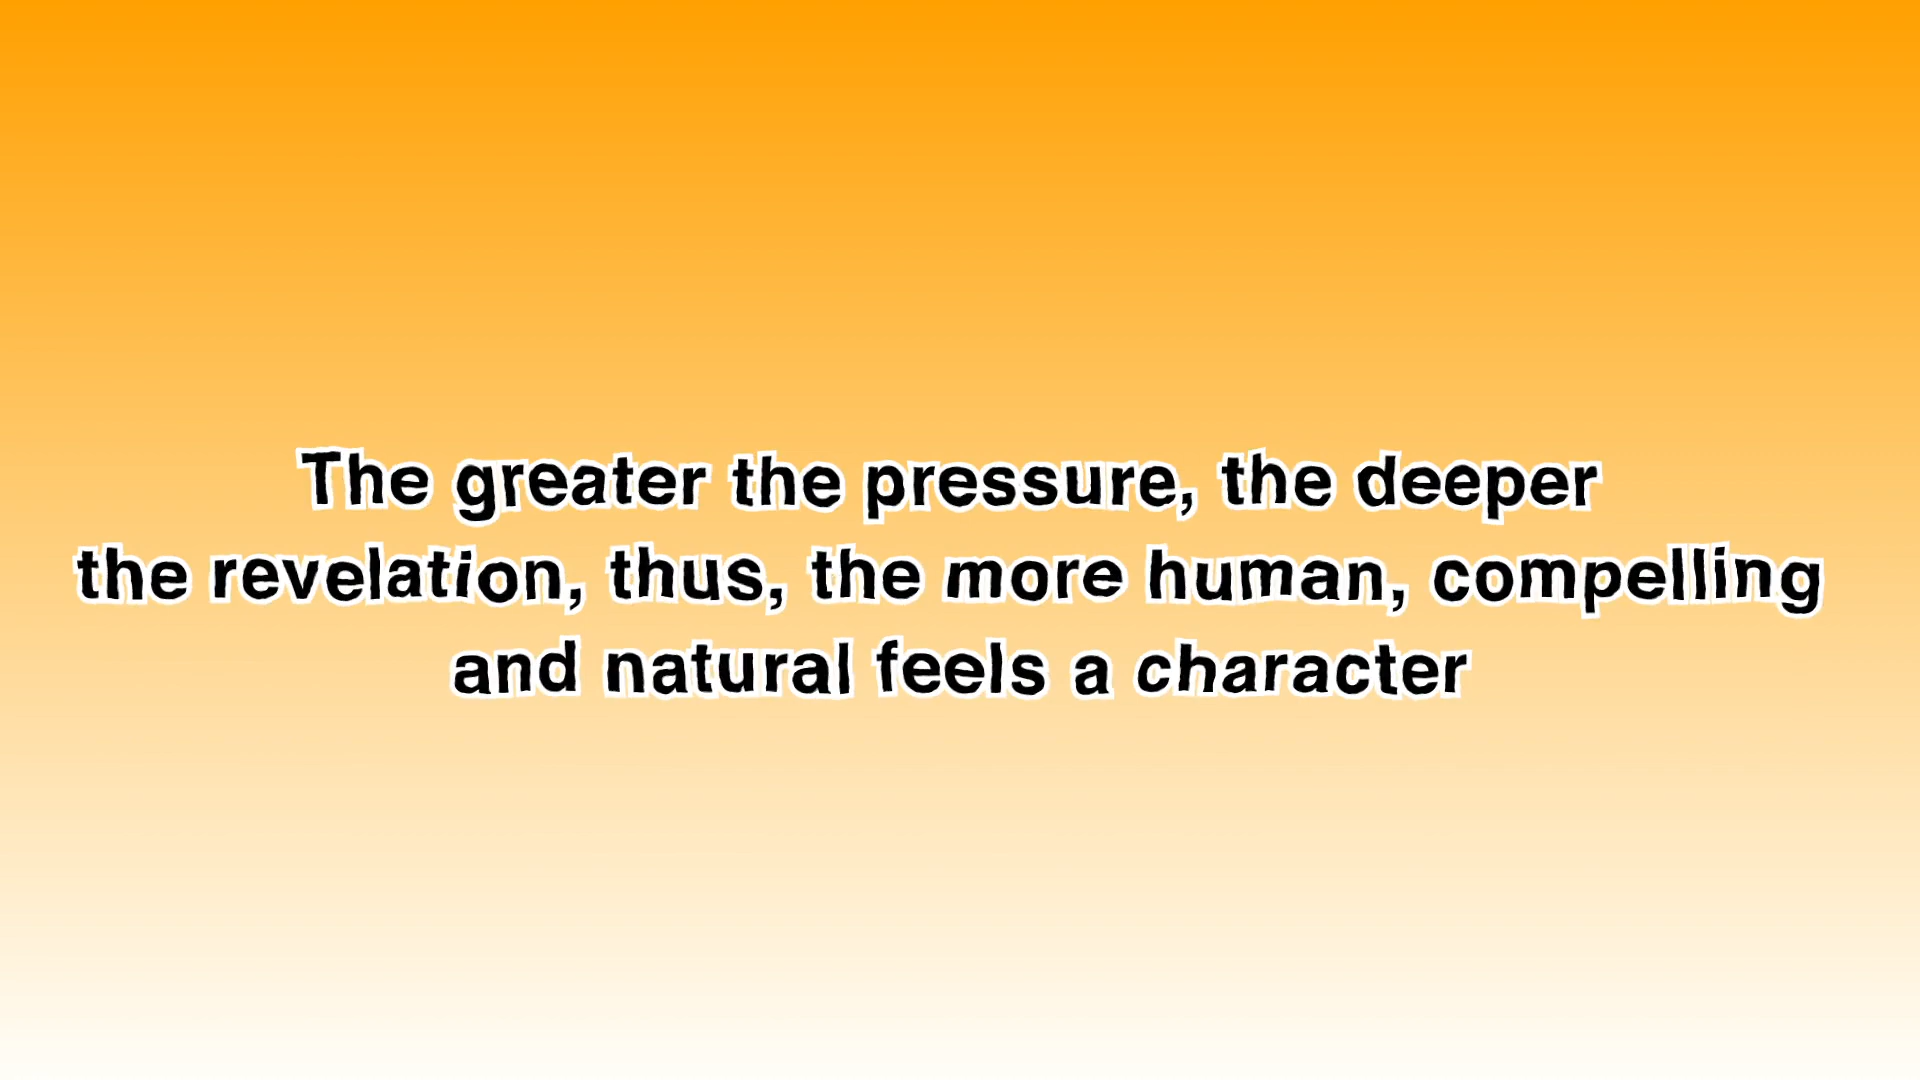 The greater the pressure, the deeper
the revelation, thus, the more human, compelling
and natural feels a character